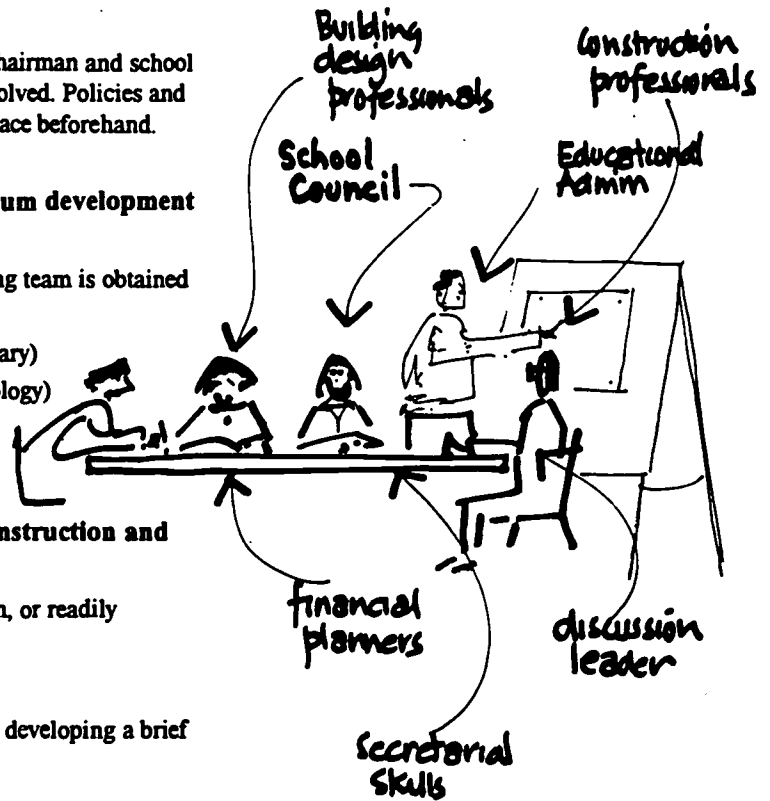 Building
design
professionals
Construction
professionals
hairman and school
olved. Policies and
ace beforehand.
School
Council
Educational
Admin
um development
ng team is obtained
ary)
ology)
nstruction and
n, or readily
financial
planners
discussion
leader
developing a brief
Secretarial
Skills